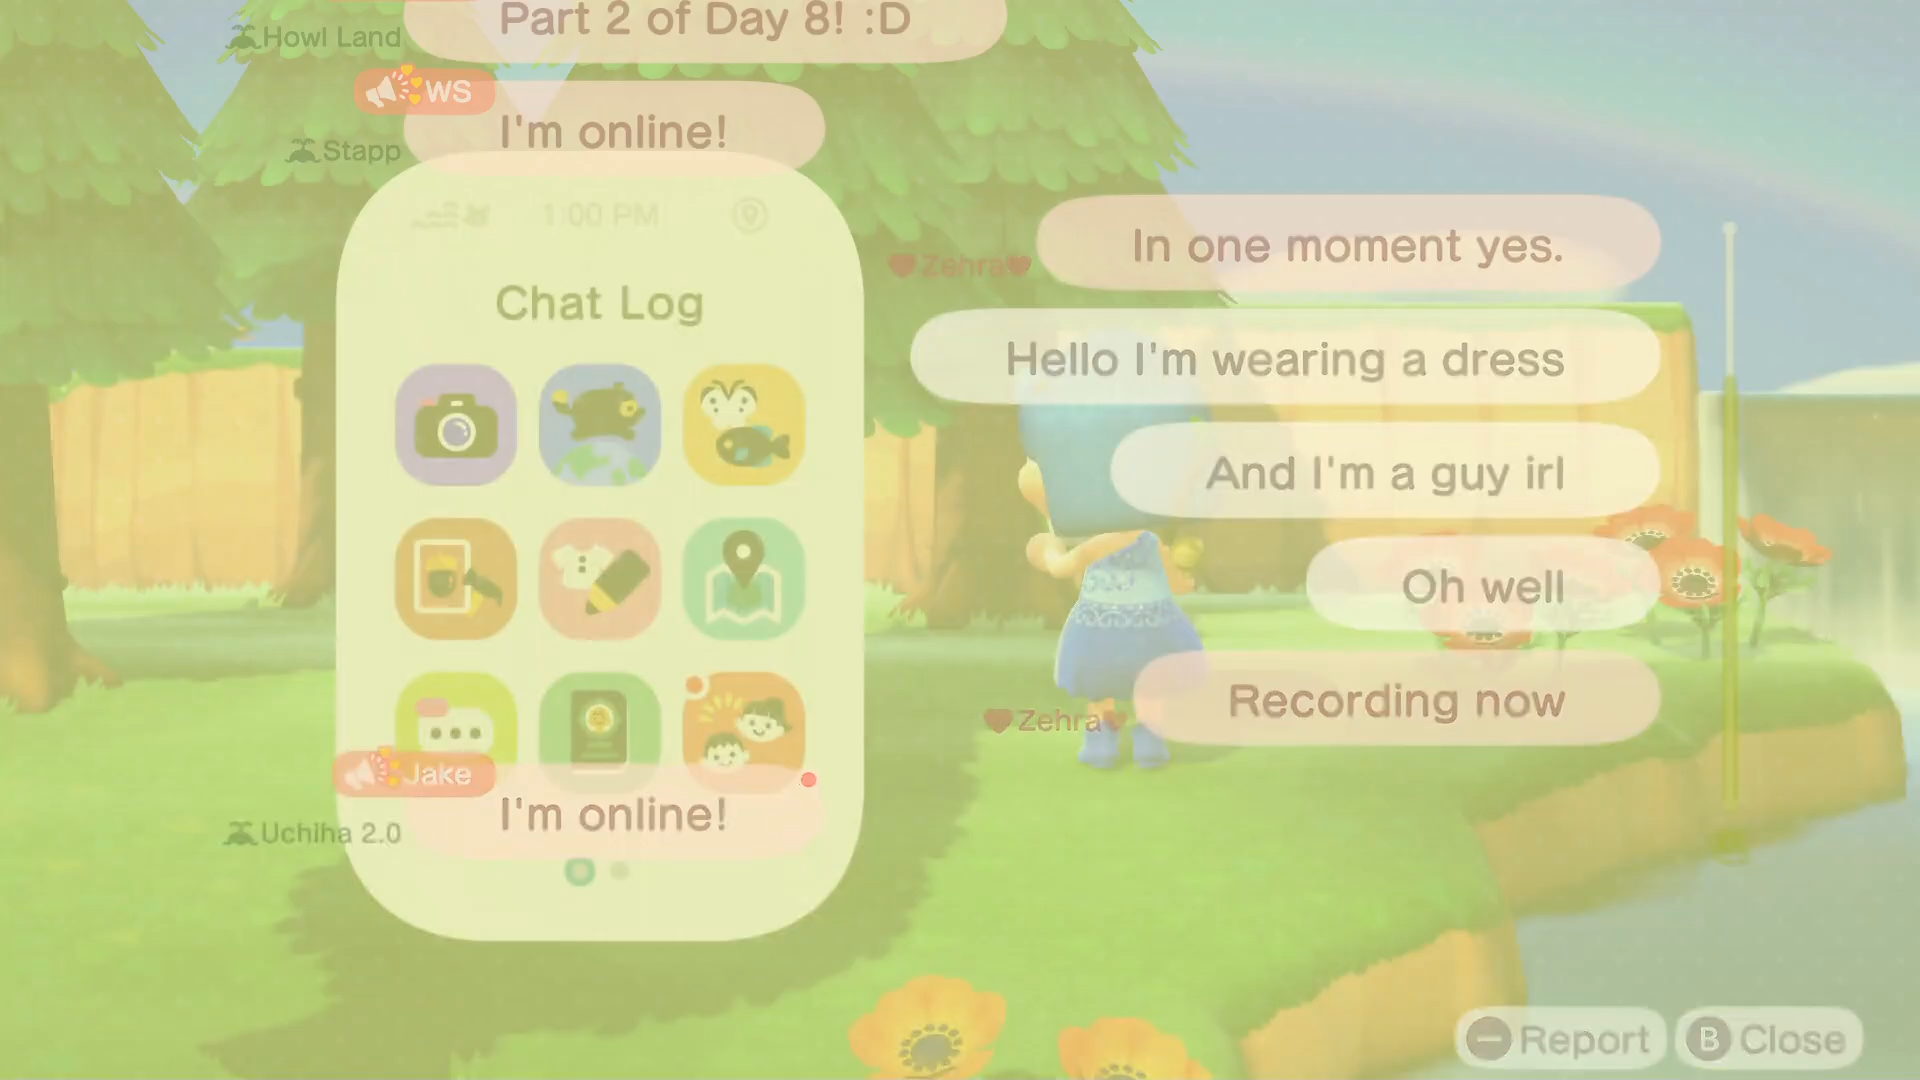 Part 2 of Day 8! :D
Howl Land
WS
I'm online!
Stapp
1:00 PM
In one moment yes.
Zehra
Chat Log
Hello I'm wearing a dress
And I'm a guy irl
Oh well
Recording now
Zehra
Jake
I'm online!
Uchiha 2.0
Report
B Close